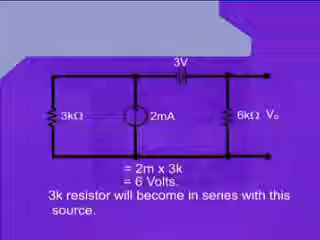 3V
3kΩ 2mA 6kΩ Vₒ
= 2m x 3k
= 6 Volts.
3k resistor will become in series with this
source.